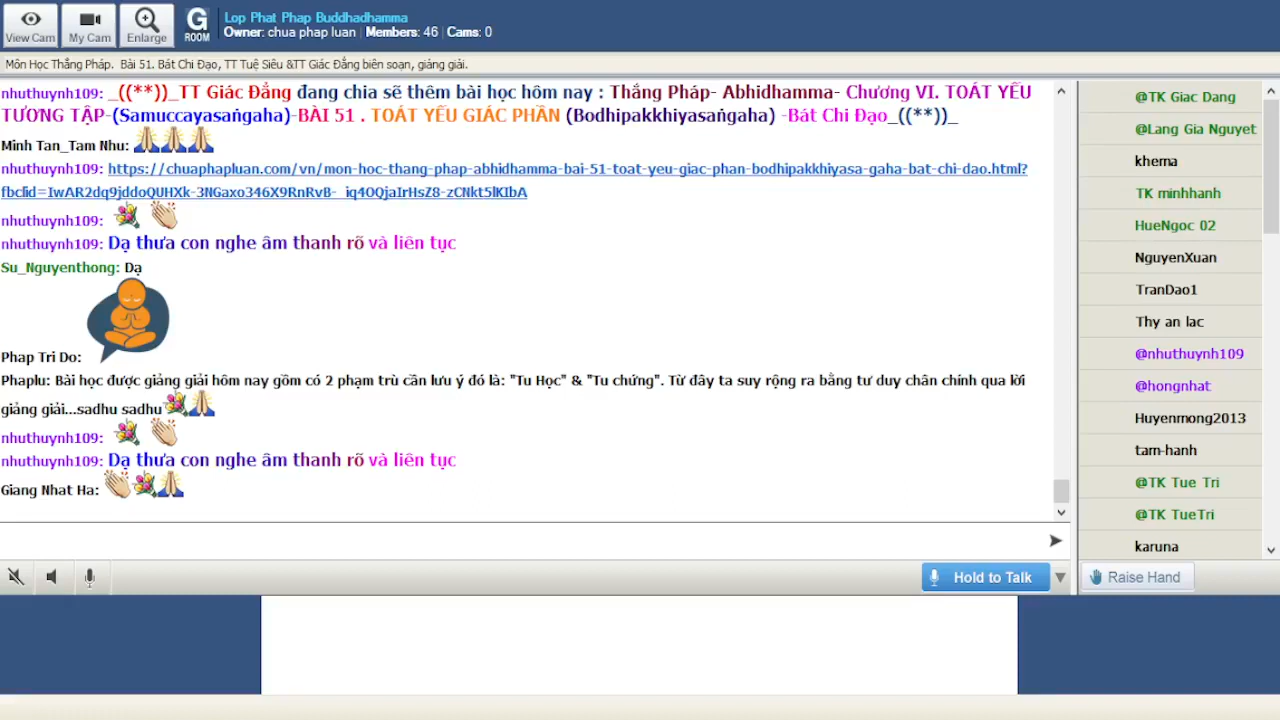 View Cam
My Cam
Enlarge
G
ROOM
Lop Phat Phap Buddhadhamma
Owner: chua phap luan | Members: 46 | Cams: 0
Môn Học Thắng Pháp. Bài 51. Bát Chi Đạo, TT Tuệ Siêu &TT Giác Đẳng biên soạn, giảng giải.
nhuthuynh109: _((**))_TT Giác Đẳng đang chia sẽ thêm bài học hôm nay : Thắng Pháp- Abhidhamma- Chương VI. TOÁT YẾU
TƯƠNG TẬP-(Samuccayasaṅgaha)-BÀI 51 . TOÁT YẾU GIÁC PHẦN (Bodhipakkhiyasaṅgaha) -Bát Chi Đạo_((**))_
Minh Tan_Tam Nhu:
nhuthuynh109: https://chuaphapluan.com/vn/mon-hoc-thang-phap-abhidhamma-bai-51-toat-yeu-giac-phan-bodhipakkhiyasa-gaha-bat-chi-dao.html?
fbclid=IwAR2dq9jddoQUHXk-3NGaxo346X9RnRvB-_iq4OQjaIrHsZ8-zCNkt5lKIbA
nhuthuynh109:
nhuthuynh109: Dạ thưa con nghe âm thanh rõ và liên tục
Su_Nguyenthong: Dạ
Phap Tri Do:
Phaplu: Bài học được giảng giải hôm nay gồm có 2 phạm trù cần lưu ý đó là: "Tu Học" & "Tu chứng". Từ đây ta suy rộng ra bằng tư duy chân chính qua lời
giảng giải...sadhu sadhu
nhuthuynh109:
nhuthuynh109: Dạ thưa con nghe âm thanh rõ và liên tục
Giang Nhat Ha:
Hold to Talk
@TK Giac Dang
@Lang Gia Nguyet
khema
TK minhhanh
HueNgoc 02
NguyenXuan
TranDao1
Thy an lac
@nhuthuynh109
@hongnhat
Huyenmong2013
tam-hanh
@TK Tue Tri
@TK TueTri
karuna
Raise Hand